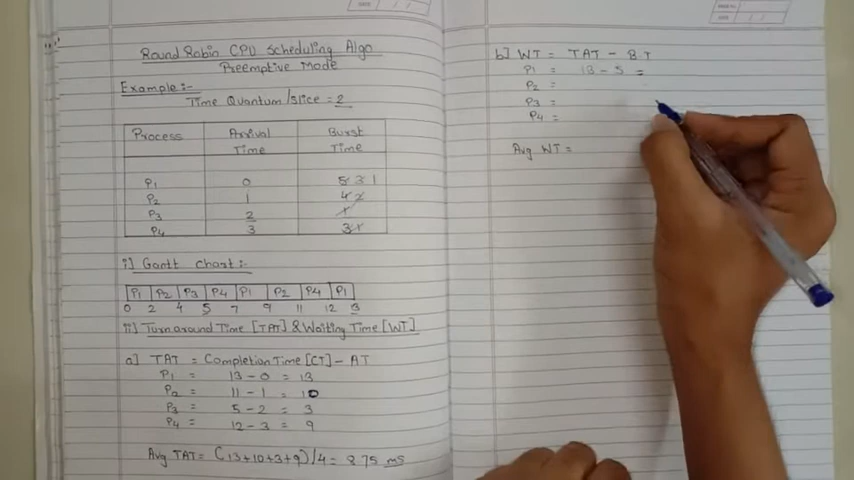 Round Robin CPU Scheduling Algo
Preemptive Mode
Example :-
Time Quantum/slice = 2
Process Arrival Time Burst Time
P1 0 5 3 1
P2 1 4 2
P3 2 1
P4 3 3 1
i] Gantt chart :-
P1 P2 P3 P4 P1 P2 P4 P1
0 2 4 5 7 9 11 12 3
ii] Turnaround Time [TAT] & Waiting Time [WT]
a] TAT = Completion Time [CT] - AT
P1 = 13 - 0 = 13
P2 = 11 - 1 = 10
P3 = 5 - 2 = 3
P4 = 12 - 3 = 9
Avg TAT = (13+10+3+9)/4 = 8.75 ms
b] WT = TAT - B.T
P1 = 13 - 5 =
P2 =
P3 =
P4 =
Avg WT =